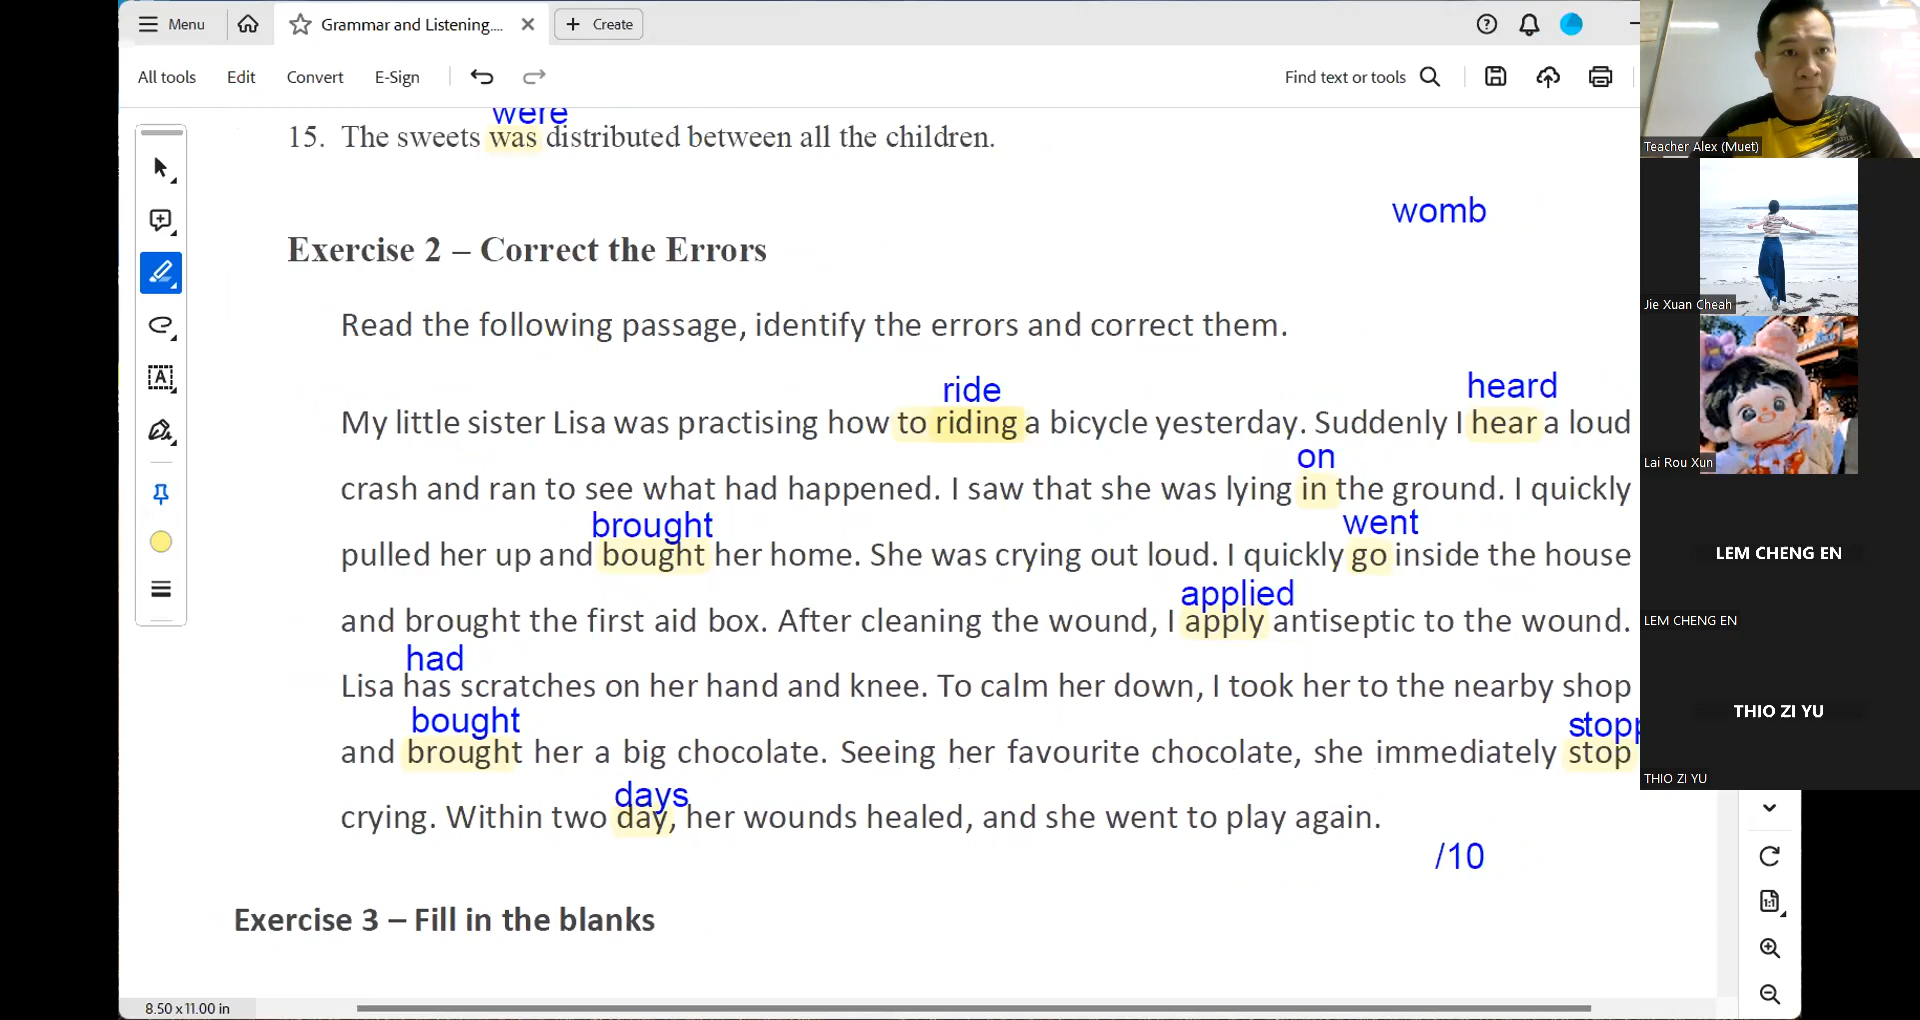 Menu
Grammar and Listening....
Create
All tools
Edit
Convert
E-Sign
Find text or tools
were
15. The sweets was distributed between all the children.
womb
Exercise 2 – Correct the Errors
Read the following passage, identify the errors and correct them.
ride
heard
My little sister Lisa was practising how to riding a bicycle yesterday. Suddenly I hear a loud
on
crash and ran to see what had happened. I saw that she was lying in the ground. I quickly
brought
went
pulled her up and bought her home. She was crying out loud. I quickly go inside the house
applied
and brought the first aid box. After cleaning the wound, I apply antiseptic to the wound.
had
Lisa has scratches on her hand and knee. To calm her down, I took her to the nearby shop
bought
stopp
and brought her a big chocolate. Seeing her favourite chocolate, she immediately stop
days
crying. Within two day, her wounds healed, and she went to play again.
/10
Exercise 3 – Fill in the blanks
8.50 x 11.00 in
Teacher Alex (Muet)
Jie Xuan Cheah
Lai Rou Xun
LEM CHENG EN
LEM CHENG EN
THIO ZI YU
THIO ZI YU
1:1